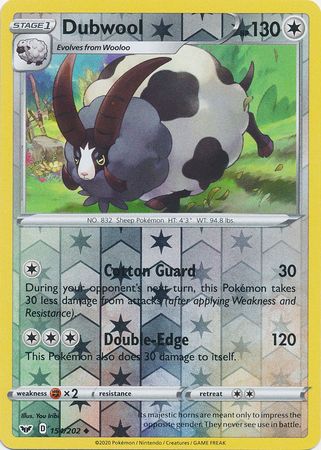 STAGE 1
Dubwool
130
Evolves from Wooloo
NO. 832 Sheep Pokémon HT: 4'3" WT: 94.8 lbs.
Cotton Guard 30
During your opponent's next turn, this Pokémon takes
30 less damage from attacks (after applying Weakness and
Resistance).
Double-Edge 120
This Pokémon also does 30 damage to itself.
weakness ×2 resistance retreat
Illus. You Iribi
D 154/202
Its majestic horns are meant only to impress the
opposite gender. They never see use in battle.
©2020 Pokémon / Nintendo / Creatures / GAME FREAK